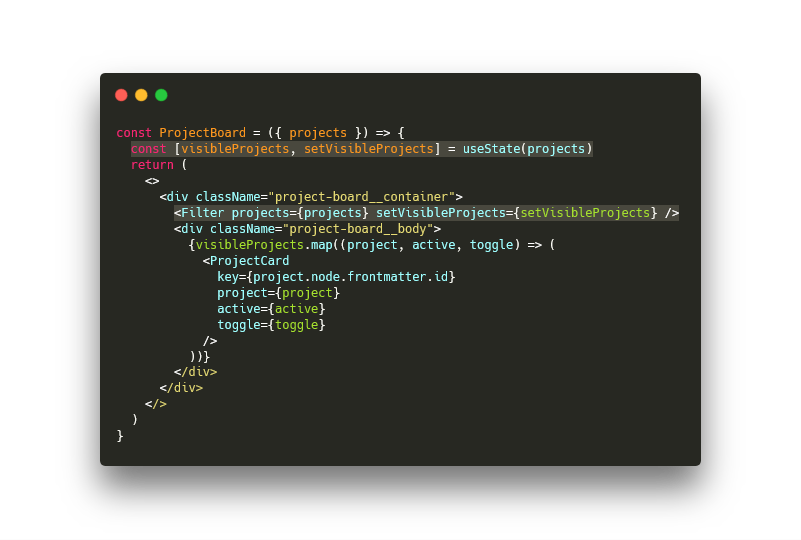 const ProjectBoard = ({ projects }) => {
  const [visibleProjects, setVisibleProjects] = useState(projects)
  return (
    <>
      <div className="project-board__container">
        <Filter projects={projects} setVisibleProjects={setVisibleProjects} />
        <div className="project-board__body">
          {visibleProjects.map((project, active, toggle) => (
            <ProjectCard
              key={project.node.frontmatter.id}
              project={project}
              active={active}
              toggle={toggle}
            />
          ))}
        </div>
      </div>
    </>
  )
}